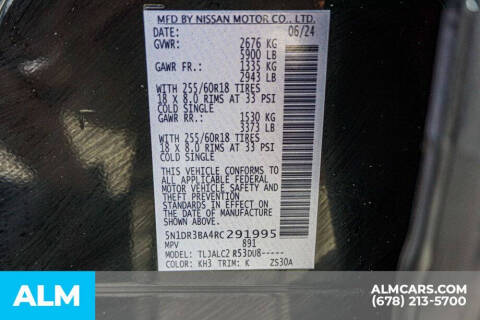 MFD BY NISSAN MOTOR CO., LTD.
DATE: 06/24
GVWR: 2676 KG
5900 LB
GAWR FR.: 1335 KG
2943 LB
WITH 255/60R18 TIRES
18 X 8.0 RIMS AT 33 PSI
COLD SINGLE
GAWR RR.: 1530 KG
3373 LB
WITH 255/60R18 TIRES
18 X 8.0 RIMS AT 33 PSI
COLD SINGLE
THIS VEHICLE CONFORMS TO
ALL APPLICABLE FEDERAL
MOTOR VEHICLE SAFETY AND
THEFT PREVENTION
STANDARDS IN EFFECT ON THE
DATE OF MANUFACTURE SHOWN
ABOVE.
5N1DR3BA4RC291995
MPV 891
MODEL: TLJALC2 R53DU8-----
COLOR: KH3 TRIM: K ZS30A
ALM
ALMCARS.COM
(678) 213-5700